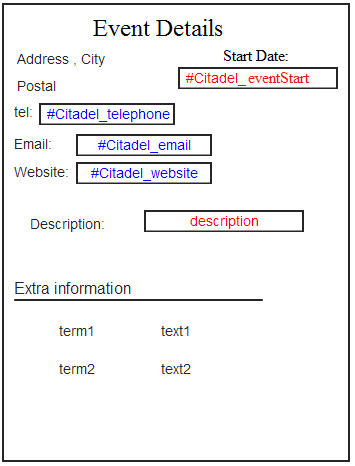 Event Details
Address , City
Start Date:
Postal
#Citadel_eventStart
tel: #Citadel_telephone
Email: #Citadel_email
Website: #Citadel_website
Description: description
Extra information
term1 text1
term2 text2